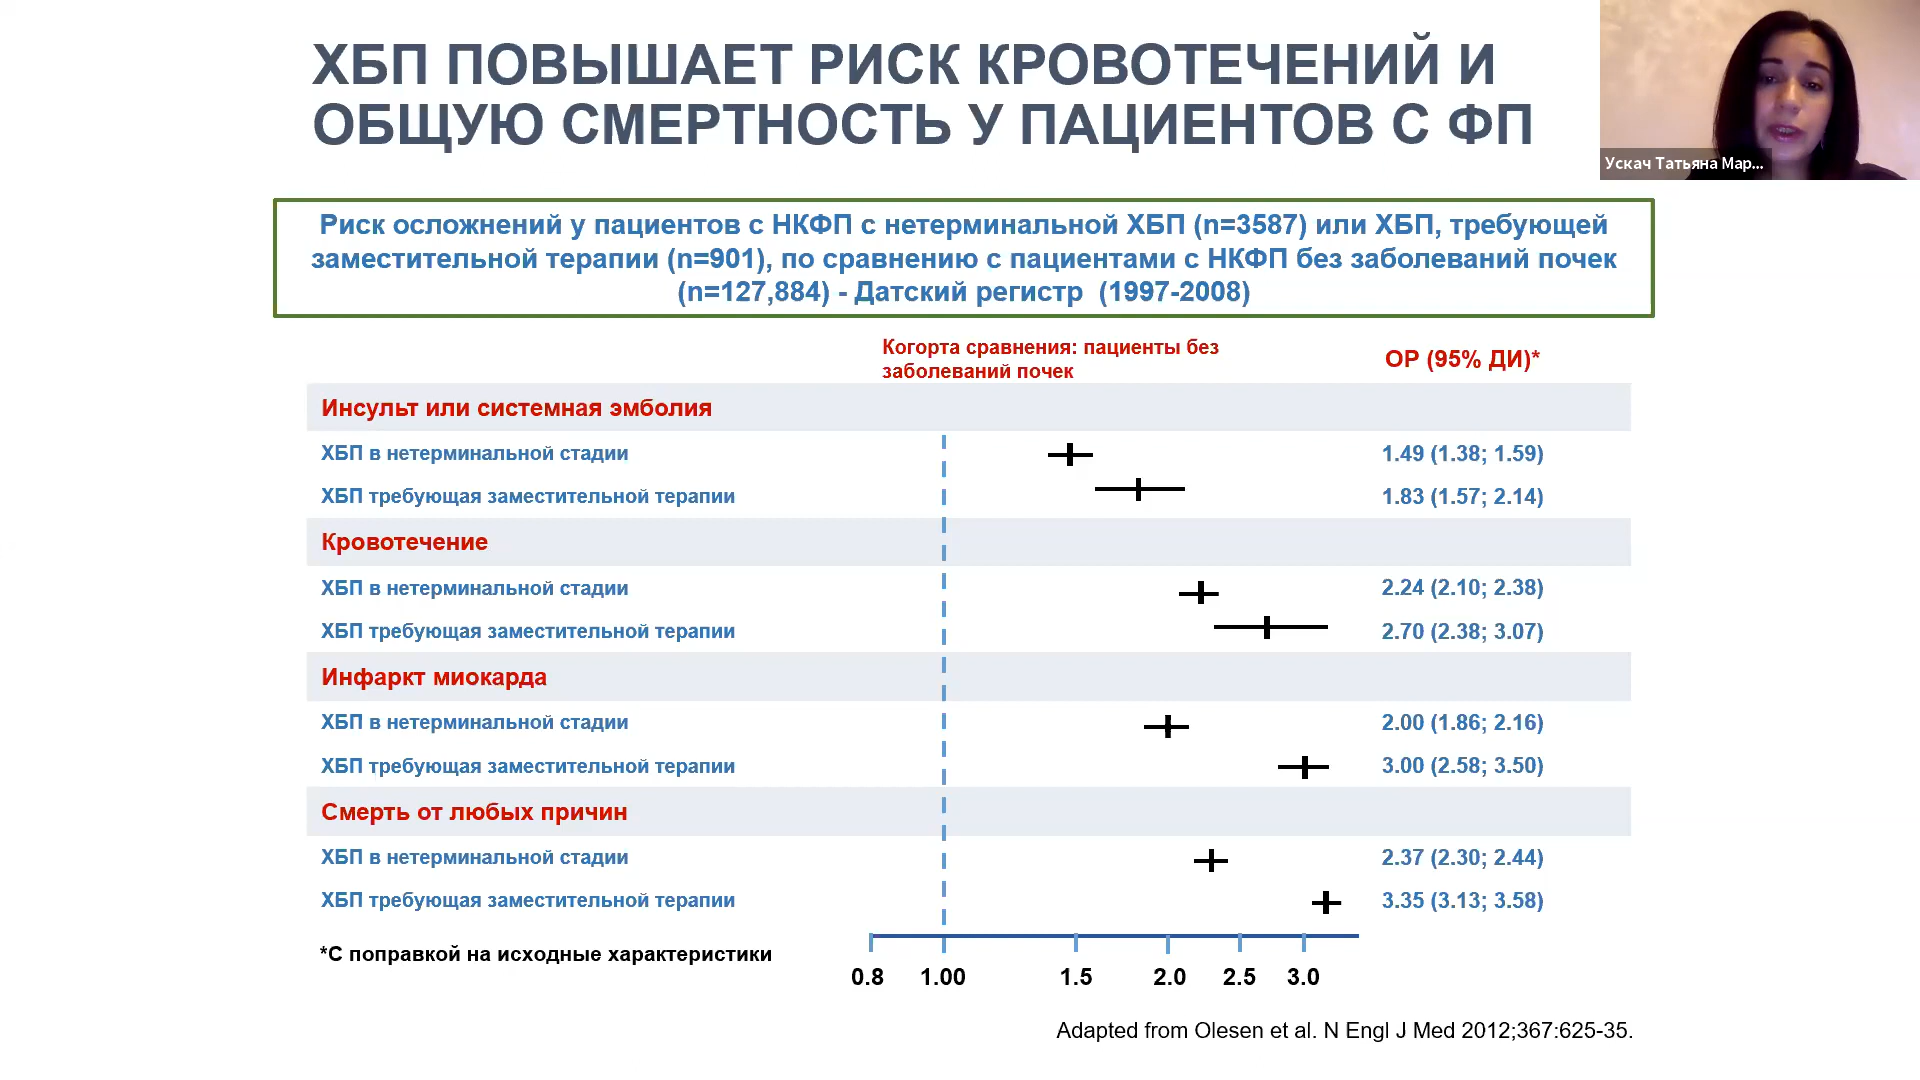 ХБП ПОВЫШАЕТ РИСК КРОВОТЕЧЕНИЙ И
ОБЩУЮ СМЕРТНОСТЬ У ПАЦИЕНТОВ С ФП
Ускач Татьяна Мар...
Риск осложнений у пациентов с НКФП с нетерминальной ХБП (n=3587) или ХБП, требующей
заместительной терапии (n=901), по сравнению с пациентами с НКФП без заболеваний почек
(n=127,884) - Датский регистр (1997-2008)
Когорта сравнения: пациенты без
заболеваний почек
ОР (95% ДИ)*
Инсульт или системная эмболия
ХБП в нетерминальной стадии 1.49 (1.38; 1.59)
ХБП требующая заместительной терапии 1.83 (1.57; 2.14)
Кровотечение
ХБП в нетерминальной стадии 2.24 (2.10; 2.38)
ХБП требующая заместительной терапии 2.70 (2.38; 3.07)
Инфаркт миокарда
ХБП в нетерминальной стадии 2.00 (1.86; 2.16)
ХБП требующая заместительной терапии 3.00 (2.58; 3.50)
Смерть от любых причин
ХБП в нетерминальной стадии 2.37 (2.30; 2.44)
ХБП требующая заместительной терапии 3.35 (3.13; 3.58)
*С поправкой на исходные характеристики
0.8 1.00 1.5 2.0 2.5 3.0
Adapted from Olesen et al. N Engl J Med 2012;367:625-35.